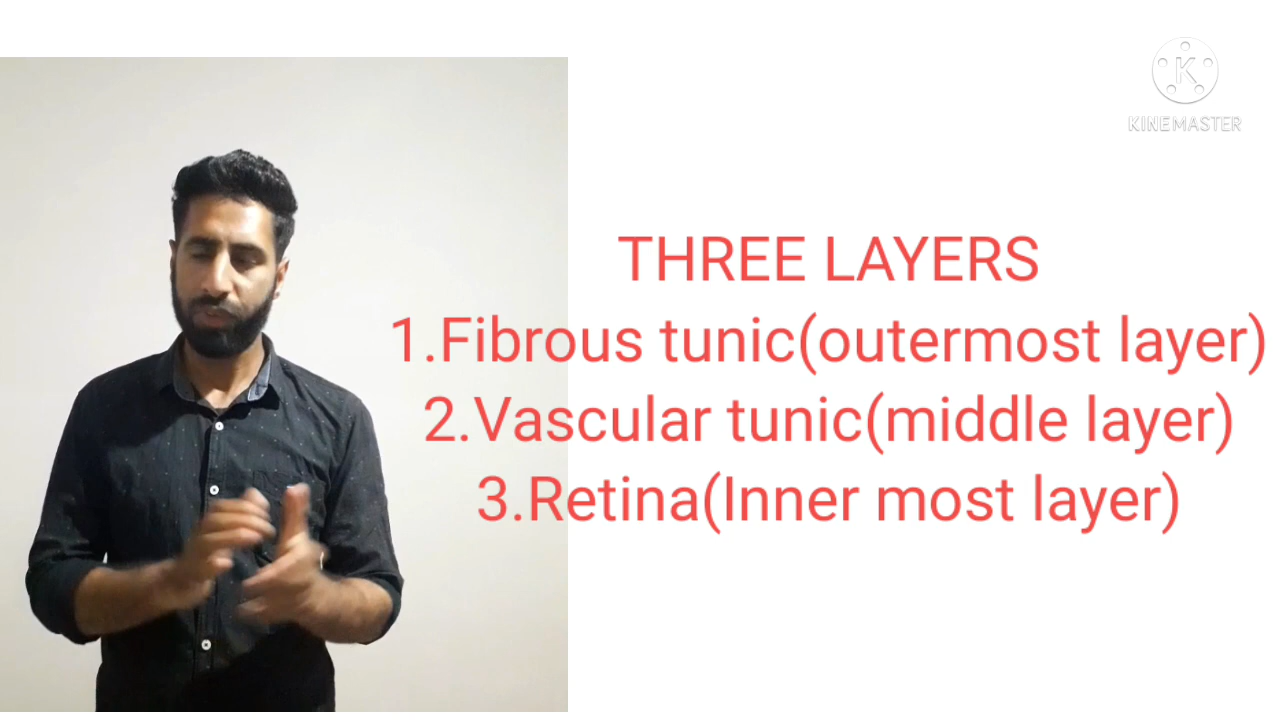 KINEMASTER
THREE LAYERS
1.Fibrous tunic(outermost layer)
2.Vascular tunic(middle layer)
3.Retina(Inner most layer)